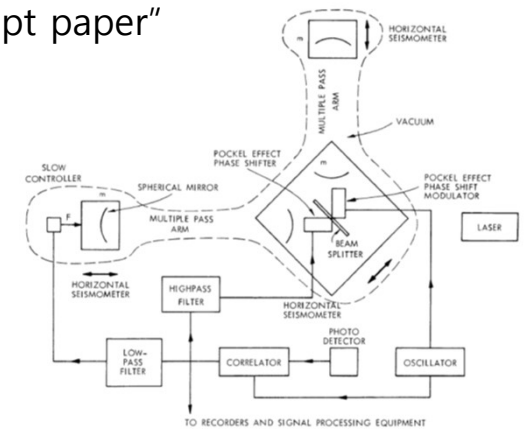 pt paper”
m
HORIZONTAL
SEISMOMETER
MULTIPLE PASS
ARM
VACUUM
POCKEL EFFECT
PHASE SHIFTER
m
SLOW
CONTROLLER
m
SPHERICAL MIRROR
POCKEL EFFECT
PHASE SHIFT
MODULATOR
F
MULTIPLE PASS
ARM
LASER
BEAM
SPLITTER
HORIZONTAL
SEISMOMETER
HIGHPASS
FILTER
HORIZONTAL
SEISMOMETER
PHOTO
DETECTOR
LOW-
PASS
FILTER
CORRELATOR
OSCILLATOR
TO RECORDERS AND SIGNAL PROCESSING EQUIPMENT